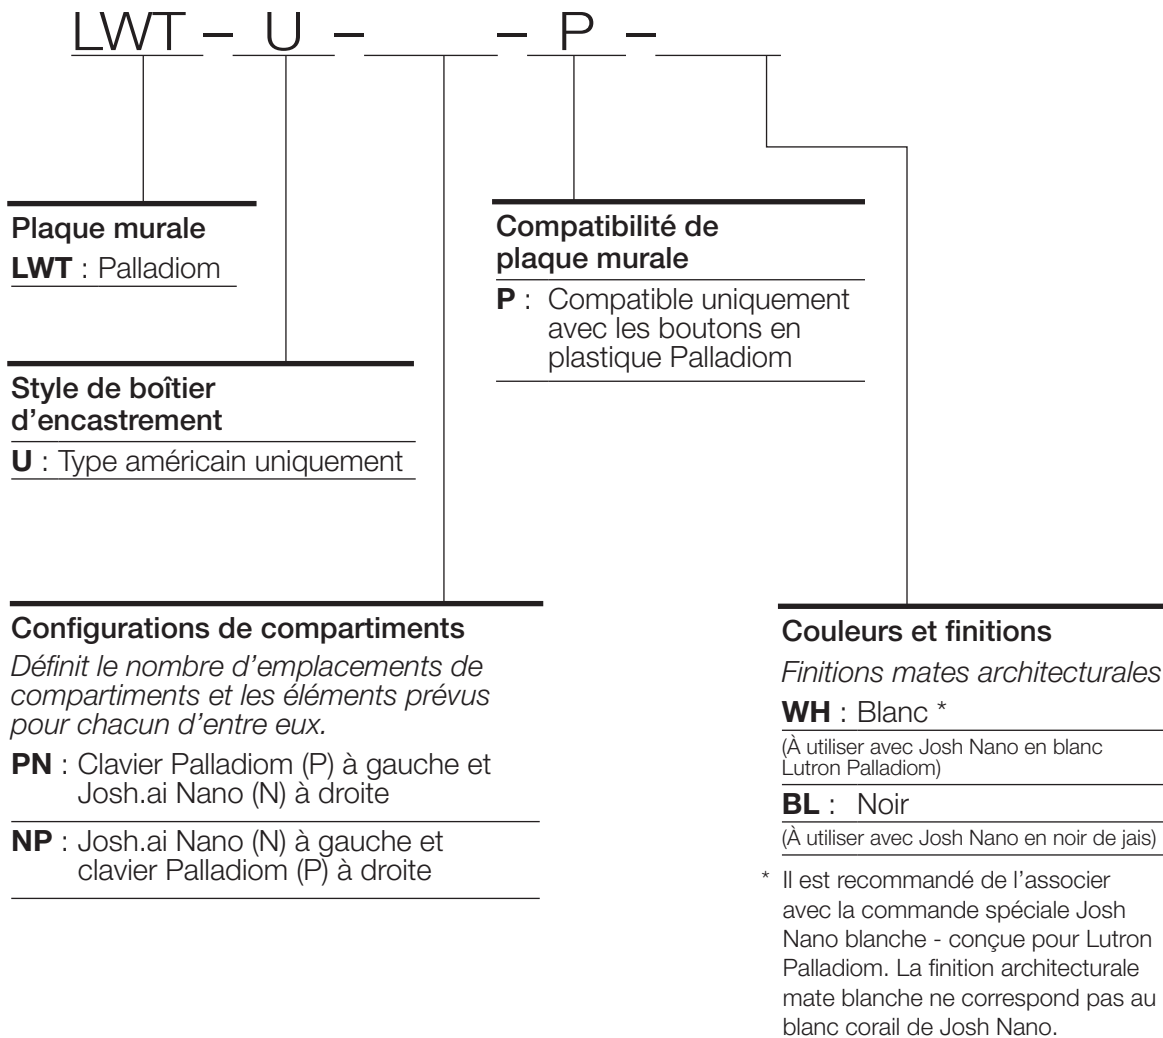 LWT – U – – P –
Plaque murale
LWT : Palladiom
Style de boîtier
d’encastrement
U : Type américain uniquement
Compatibilité de
plaque murale
P : Compatible uniquement
avec les boutons en
plastique Palladiom
Configurations de compartiments
Définit le nombre d’emplacements de
compartiments et les éléments prévus
pour chacun d’entre eux.
PN : Clavier Palladiom (P) à gauche et
Josh.ai Nano (N) à droite
NP : Josh.ai Nano (N) à gauche et
clavier Palladiom (P) à droite
Couleurs et finitions
Finitions mates architecturales
WH : Blanc *
(À utiliser avec Josh Nano en blanc
Lutron Palladiom)
BL : Noir
(À utiliser avec Josh Nano en noir de jais)
* Il est recommandé de l’associer
avec la commande spéciale Josh
Nano blanche - conçue pour Lutron
Palladiom. La finition architecturale
mate blanche ne correspond pas au
blanc corail de Josh Nano.